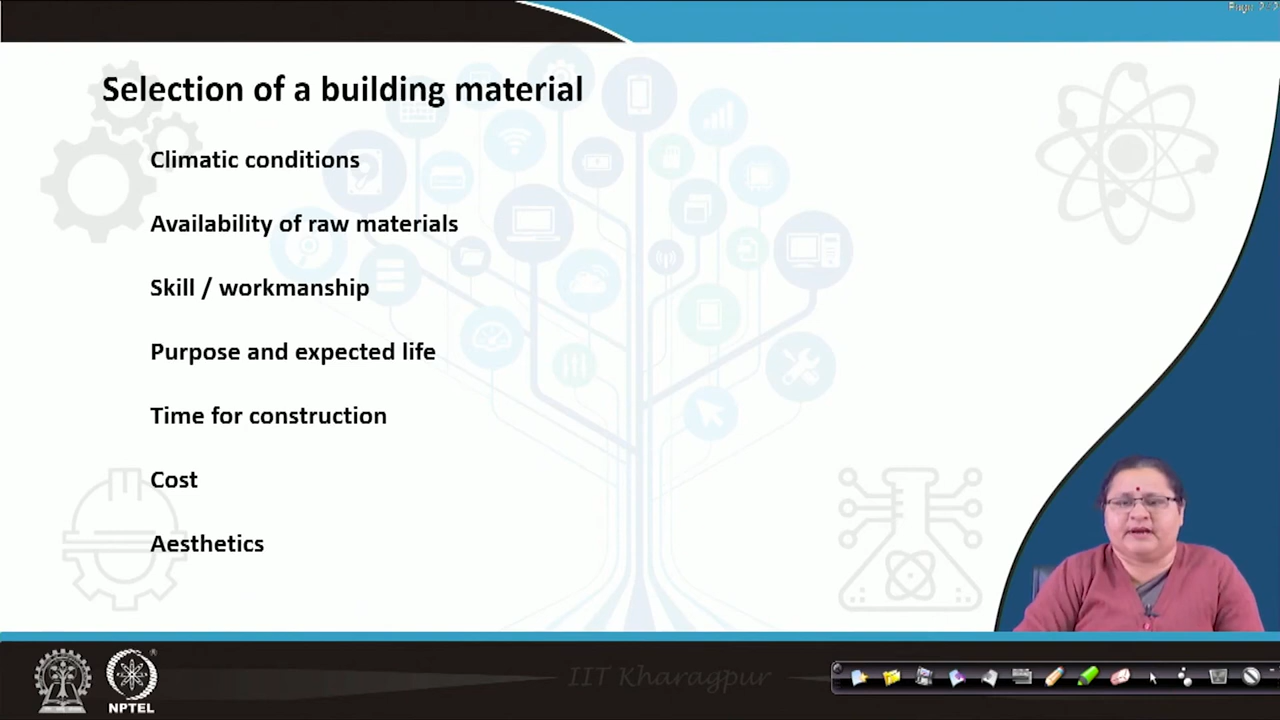 Selection of a building material
Climatic conditions
Availability of raw materials
Skill / workmanship
Purpose and expected life
Time for construction
Cost
Aesthetics
IIT Kharagpur
NPTEL